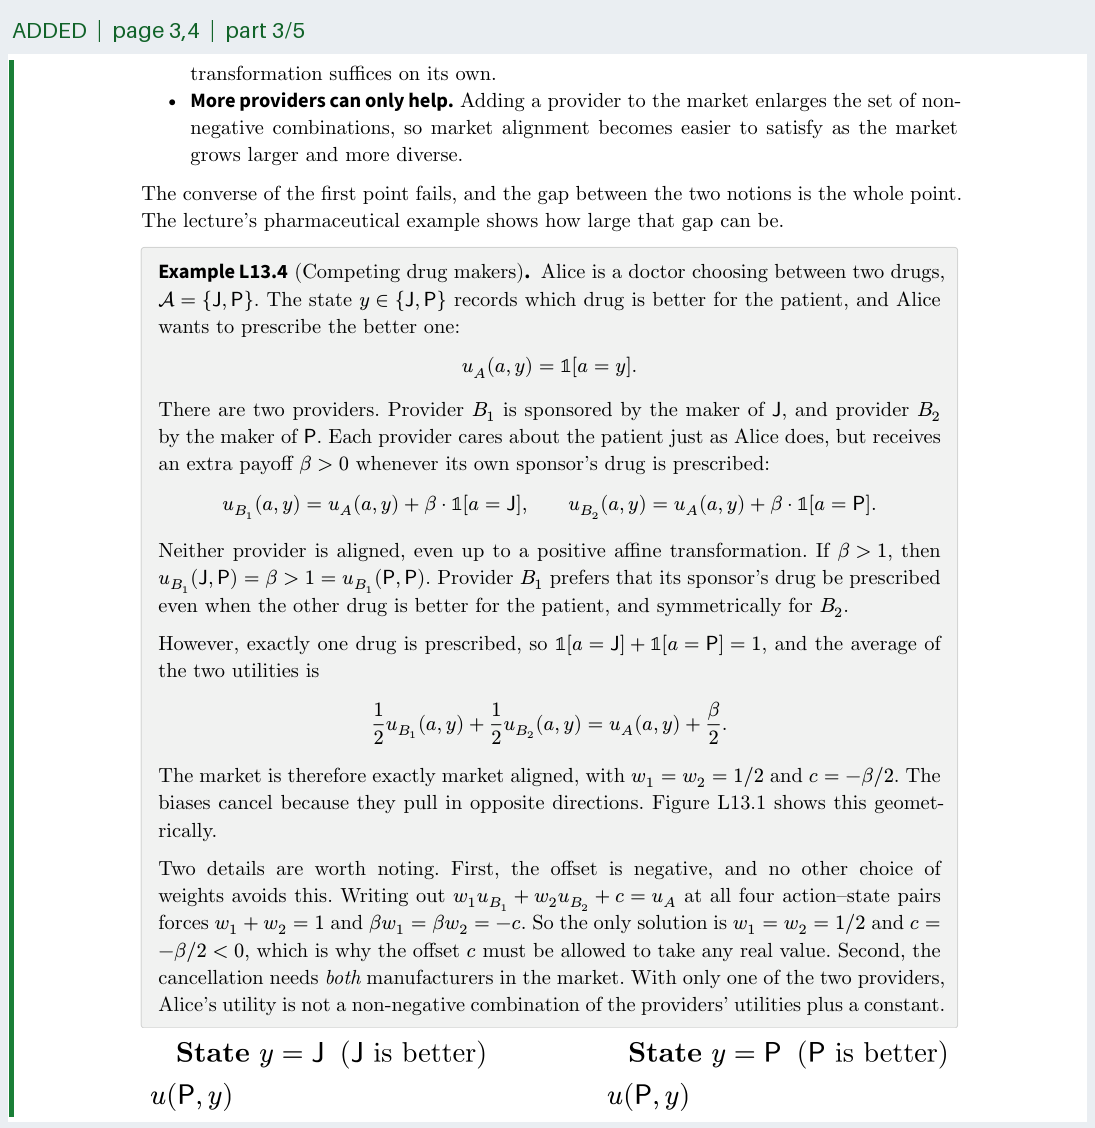 ADDED | page 3,4 | part 3/5
transformation suffices on its own.
• More providers can only help. Adding a provider to the market enlarges the set of non-
negative combinations, so market alignment becomes easier to satisfy as the market
grows larger and more diverse.
The converse of the first point fails, and the gap between the two notions is the whole point.
The lecture's pharmaceutical example shows how large that gap can be.
Example L13.4 (Competing drug makers). Alice is a doctor choosing between two drugs,
𝒜 = {J, P}. The state y ∈ {J, P} records which drug is better for the patient, and Alice
wants to prescribe the better one:
u_A(a, y) = 𝟙[a = y].
There are two providers. Provider B₁ is sponsored by the maker of J, and provider B₂
by the maker of P. Each provider cares about the patient just as Alice does, but receives
an extra payoff β > 0 whenever its own sponsor's drug is prescribed:
u_{B₁}(a, y) = u_A(a, y) + β · 𝟙[a = J], u_{B₂}(a, y) = u_A(a, y) + β · 𝟙[a = P].
Neither provider is aligned, even up to a positive affine transformation. If β > 1, then
u_{B₁}(J, P) = β > 1 = u_{B₁}(P, P). Provider B₁ prefers that its sponsor's drug be prescribed
even when the other drug is better for the patient, and symmetrically for B₂.
However, exactly one drug is prescribed, so 𝟙[a = J] + 𝟙[a = P] = 1, and the average of
the two utilities is
1/2 u_{B₁}(a, y) + 1/2 u_{B₂}(a, y) = u_A(a, y) + β/2.
The market is therefore exactly market aligned, with w₁ = w₂ = 1/2 and c = −β/2. The
biases cancel because they pull in opposite directions. Figure L13.1 shows this geomet-
rically.
Two details are worth noting. First, the offset is negative, and no other choice of
weights avoids this. Writing out w₁u_{B₁} + w₂u_{B₂} + c = u_A at all four action–state pairs
forces w₁ + w₂ = 1 and βw₁ = βw₂ = −c. So the only solution is w₁ = w₂ = 1/2 and c =
−β/2 < 0, which is why the offset c must be allowed to take any real value. Second, the
cancellation needs both manufacturers in the market. With only one of the two providers,
Alice's utility is not a non-negative combination of the providers' utilities plus a constant.
State y = J (J is better) State y = P (P is better)
u(P, y) u(P, y)